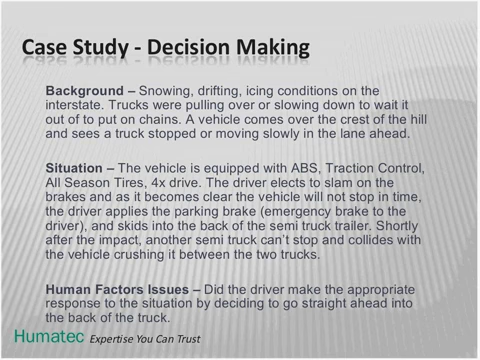 Case Study - Decision Making
Background – Snowing, drifting, icing conditions on the
interstate. Trucks were pulling over or slowing down to wait it
out of to put on chains. A vehicle comes over the crest of the hill
and sees a truck stopped or moving slowly in the lane ahead.
Situation – The vehicle is equipped with ABS, Traction Control,
All Season Tires, 4x drive. The driver elects to slam on the
brakes and as it becomes clear the vehicle will not stop in time,
the driver applies the parking brake (emergency brake to the
driver), and skids into the back of the semi truck trailer. Shortly
after the impact, another semi truck can't stop and collides with
the vehicle crushing it between the two trucks.
Human Factors Issues – Did the driver make the appropriate
response to the situation by deciding to go straight ahead into
the back of the truck.
Humatec Expertise You Can Trust